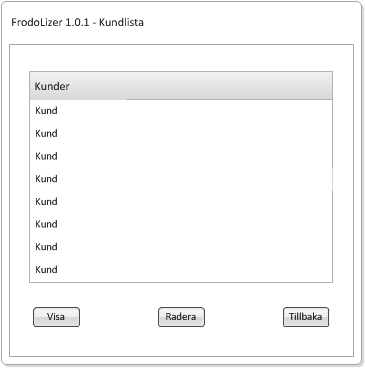 FrodoLizer 1.0.1 - Kundlista
Kunder
Kund
Kund
Kund
Kund
Kund
Kund
Kund
Kund
Visa Radera Tillbaka